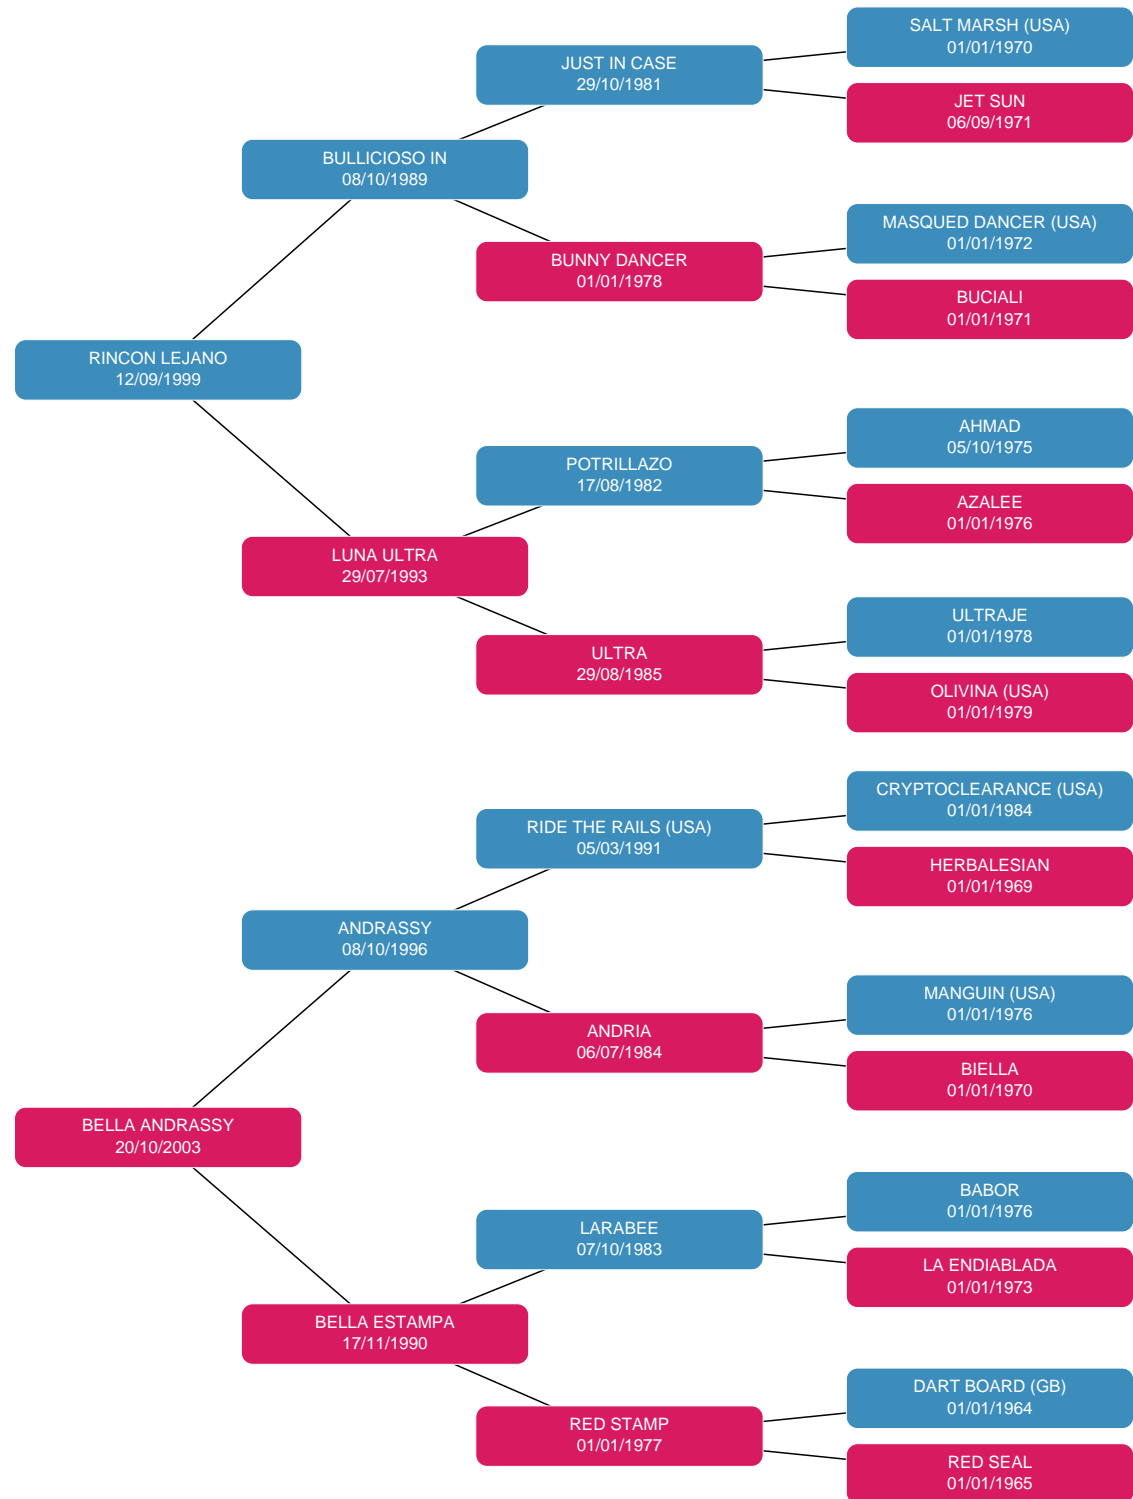 SALT MARSH (USA)
01/01/1970
JUST IN CASE
29/10/1981
JET SUN
06/09/1971
BULLICIOSO IN
08/10/1989
MASQUED DANCER (USA)
01/01/1972
BUNNY DANCER
01/01/1978
BUCIALI
01/01/1971
RINCON LEJANO
12/09/1999
AHMAD
05/10/1975
POTRILLAZO
17/08/1982
AZALEE
01/01/1976
LUNA ULTRA
29/07/1993
ULTRAJE
01/01/1978
ULTRA
29/08/1985
OLIVINA (USA)
01/01/1979
CRYPTOCLEARANCE (USA)
01/01/1984
RIDE THE RAILS (USA)
05/03/1991
HERBALESIAN
01/01/1969
ANDRASSY
08/10/1996
MANGUIN (USA)
01/01/1976
ANDRIA
06/07/1984
BIELLA
01/01/1970
BELLA ANDRASSY
20/10/2003
BABOR
01/01/1976
LARABEE
07/10/1983
LA ENDIABLADA
01/01/1973
BELLA ESTAMPA
17/11/1990
DART BOARD (GB)
01/01/1964
RED STAMP
01/01/1977
RED SEAL
01/01/1965